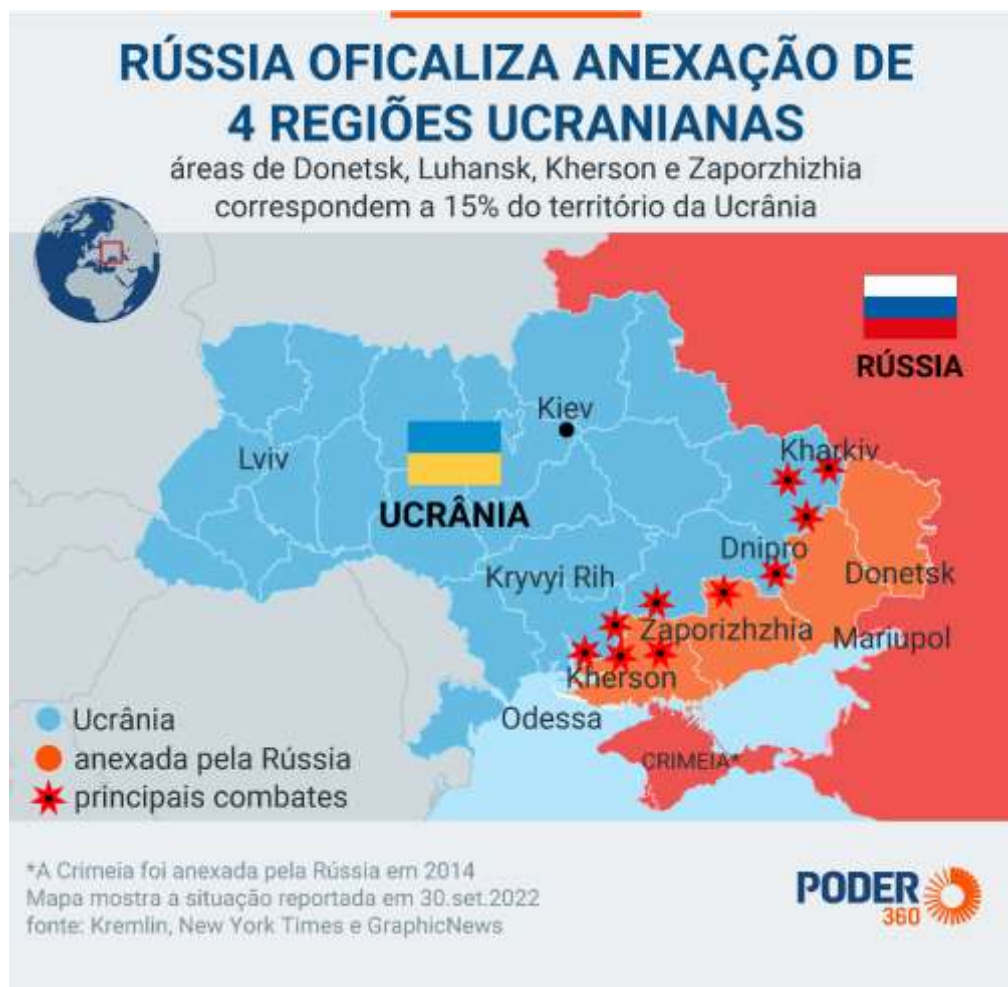 RÚSSIA OFICALIZA ANEXAÇÃO DE
4 REGIÕES UCRANIANAS
áreas de Donetsk, Luhansk, Kherson e Zaporzhizhia
correspondem a 15% do território da Ucrânia
RÚSSIA
Kiev
Lviv
Kharkiv
UCRÂNIA
Dnipro
Kryvyi Rih
Donetsk
Zaporizhzhia
Mariupol
Kherson
Odessa
CRIMEIA*
Ucrânia
anexada pela Rússia
principais combates
*A Crimeia foi anexada pela Rússia em 2014
Mapa mostra a situação reportada em 30.set.2022
fonte: Kremlin, New York Times e GraphicNews
PODER
360